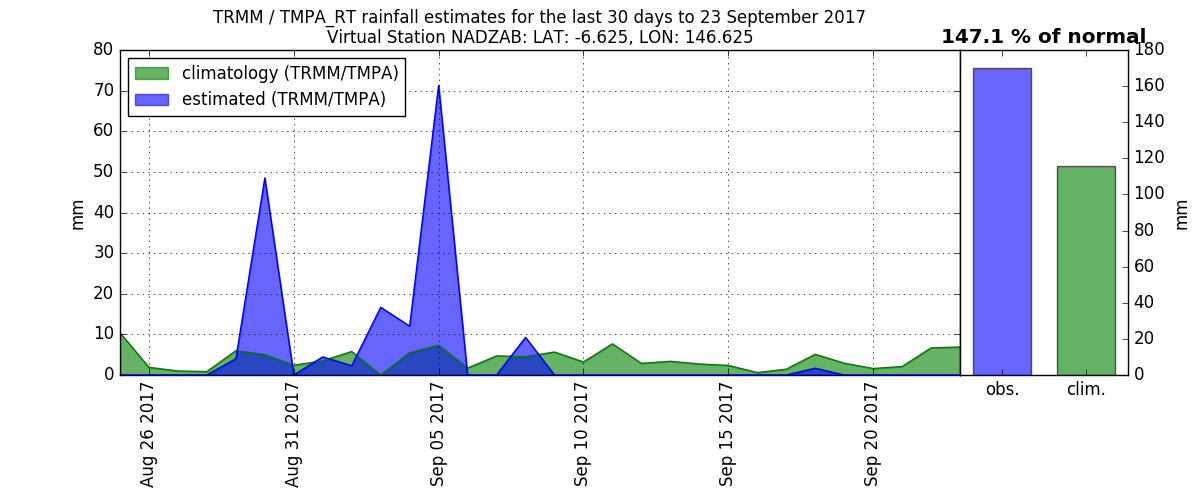 TRMM / TMPA_RT rainfall estimates for the last 30 days to 23 September 2017
Virtual Station NADZAB: LAT: -6.625, LON: 146.625
147.1 % of normal
climatology (TRMM/TMPA)
estimated (TRMM/TMPA)
mm
80
70
60
50
40
30
20
10
0
Aug 26 2017
Aug 31 2017
Sep 05 2017
Sep 10 2017
Sep 15 2017
Sep 20 2017
obs.
clim.
180
160
140
120
100
80
60
40
20
0
mm